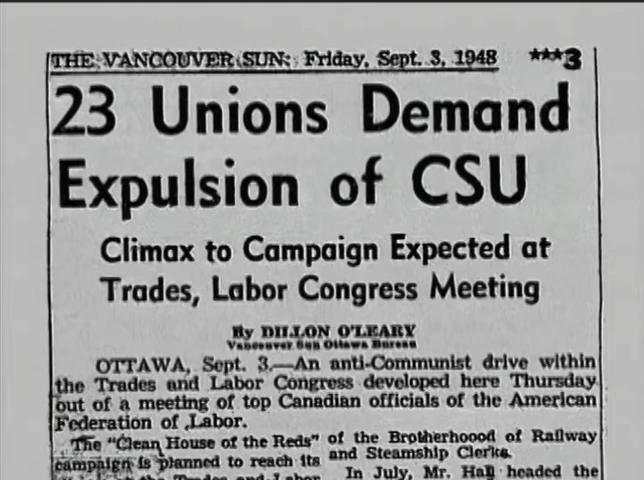 THE VANCOUVER SUN: Friday, Sept. 3, 1948 ***3
23 Unions Demand
Expulsion of CSU
Climax to Campaign Expected at
Trades, Labor Congress Meeting
By DILLON O'LEARY
Vancouver Sun Ottawa Bureau
OTTAWA, Sept. 3.—An anti-Communist drive within
the Trades and Labor Congress developed here Thursday
out of a meeting of top Canadian officials of the American
Federation of Labor.
The "Clean House of the Reds"
campaign is planned to reach its
of the Brotherhood of Railway
and Steamship Clerks.
In July, Mr. Hall headed the